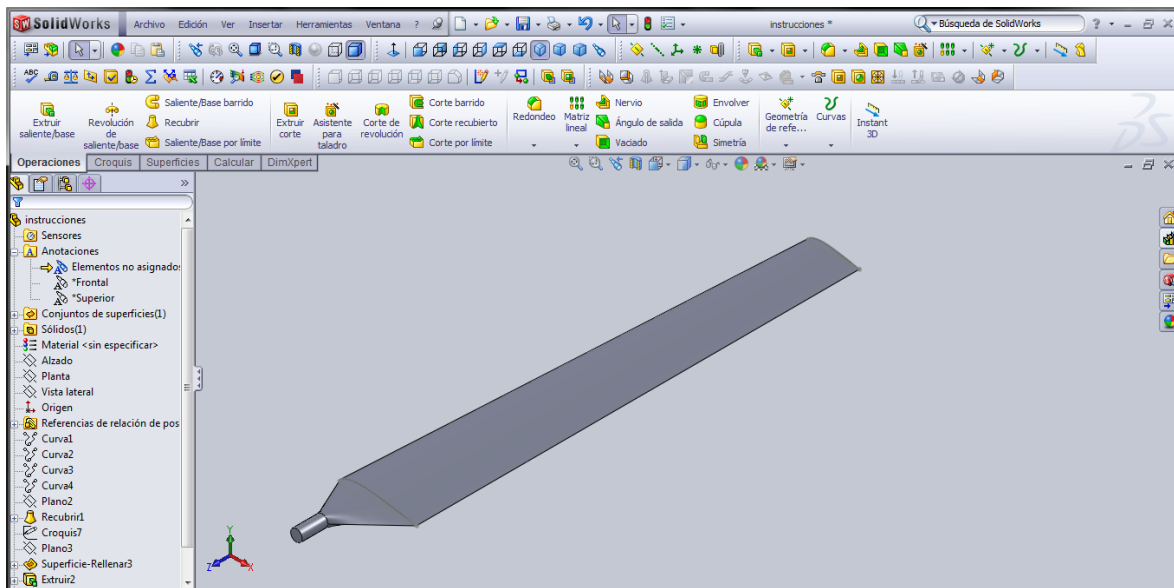 SolidWorks Archivo Edición Ver Insertar Herramientas Ventana ? instrucciones * Búsqueda de SolidWorks ?
ABC
Extruir saliente/base
Revolución de saliente/base
Saliente/Base barrido
Recubrir
Saliente/Base por límite
Extruir corte
Asistente para taladro
Corte de revolución
Corte barrido
Corte recubierto
Corte por límite
Redondeo
Matriz lineal
Nervio
Ángulo de salida
Vaciado
Envolver
Cúpula
Simetría
Geometría de refe...
Curvas
Instant 3D
Operaciones Croquis Superficies Calcular DimXpert
instrucciones
Sensores
Anotaciones
Elementos no asignado
*Frontal
*Superior
Conjuntos de superficies(1)
Sólidos(1)
Material <sin especificar>
Alzado
Planta
Vista lateral
Origen
Referencias de relación de pos
Curva1
Curva2
Curva3
Curva4
Plano2
Recubrir1
Croquis7
Plano3
Superficie-Rellenar3
Extruir2
Y
Z X